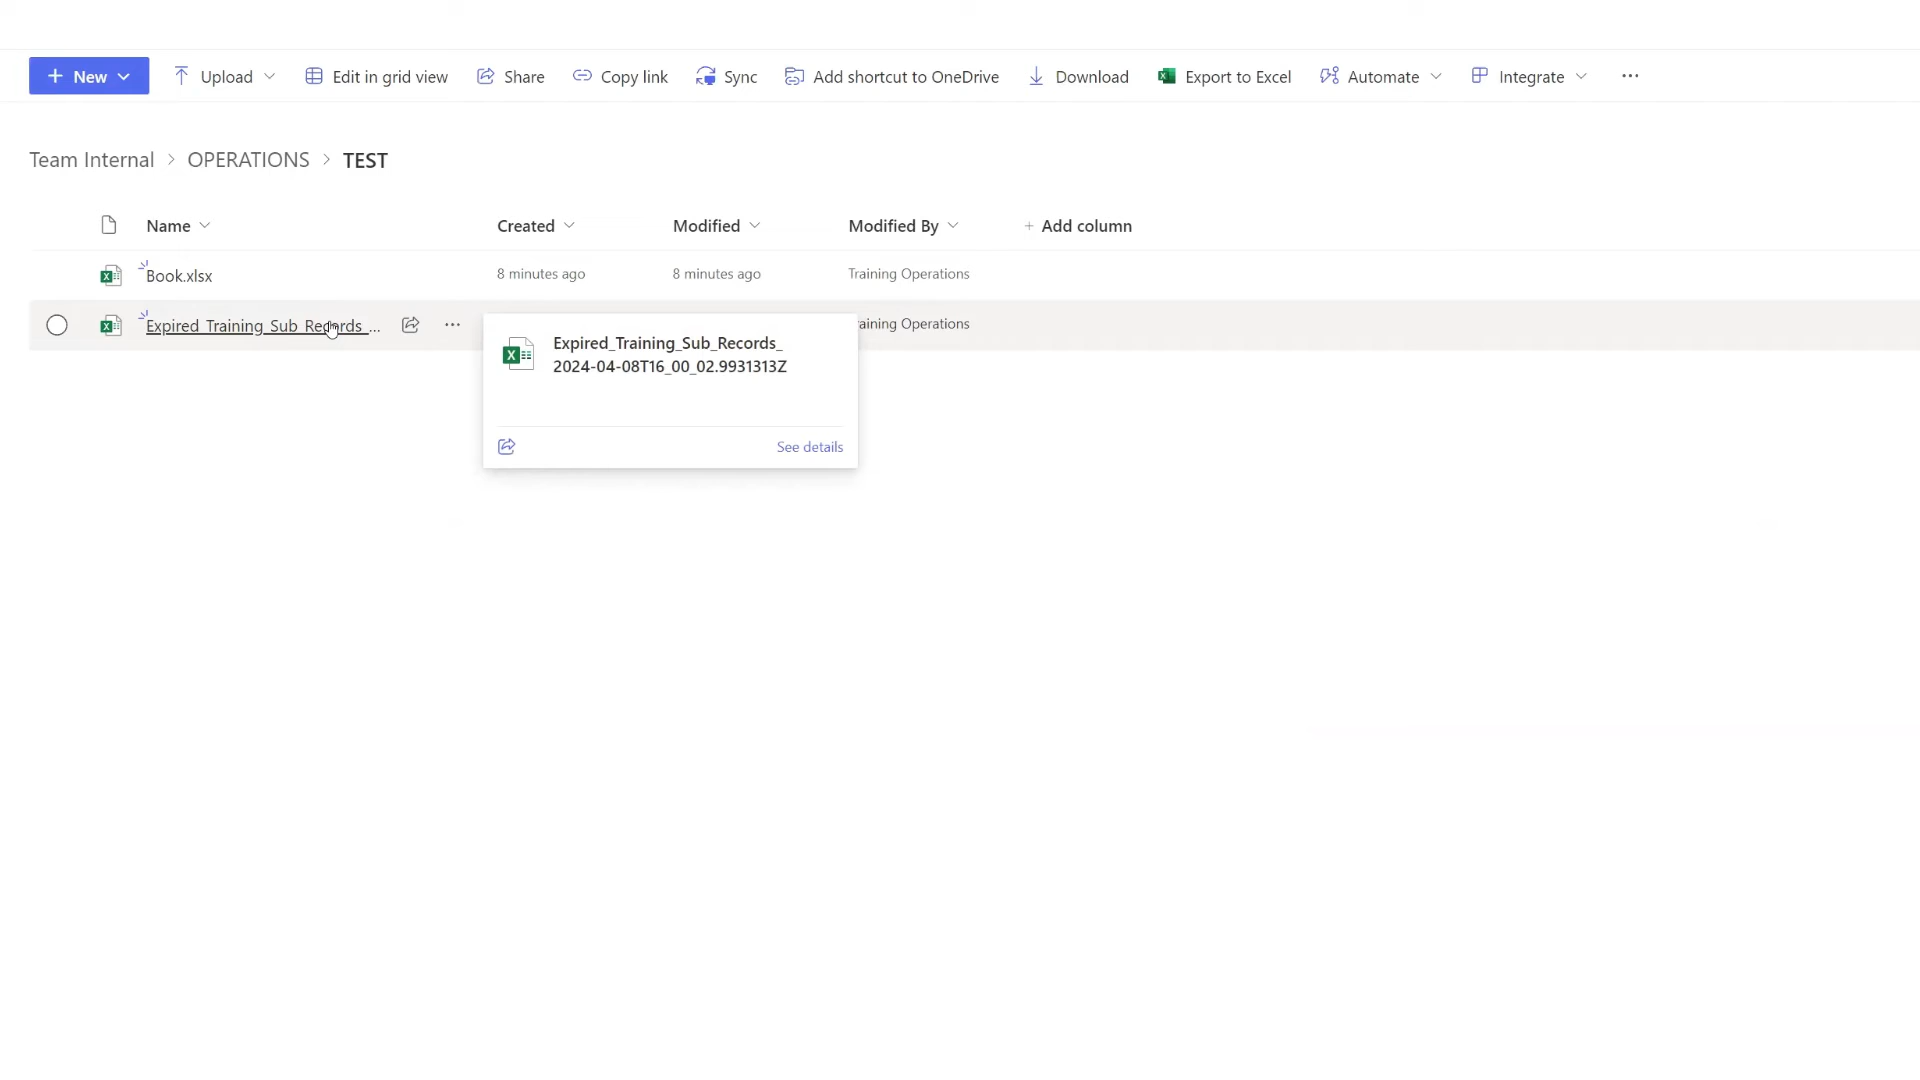 New Upload Edit in grid view Share Copy link Sync Add shortcut to OneDrive Download Export to Excel Automate Integrate ...
Team Internal > OPERATIONS > TEST
Name Created Modified Modified By + Add column
Book.xlsx 8 minutes ago 8 minutes ago Training Operations
Expired_Training_Sub_Records_... raining Operations
Expired_Training_Sub_Records_
2024-04-08T16_00_02.9931313Z
See details